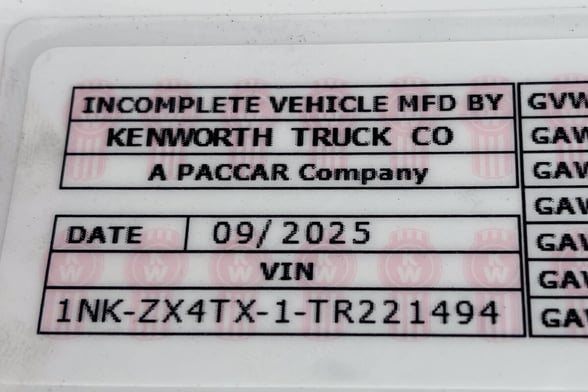 INCOMPLETE VEHICLE MFD BY
KENWORTH TRUCK CO
A PACCAR Company
DATE 09/2025
VIN
1NK-ZX4TX-1-TR221494
GVW
GAW
GAW
GAW
GAW
GAW
GAW